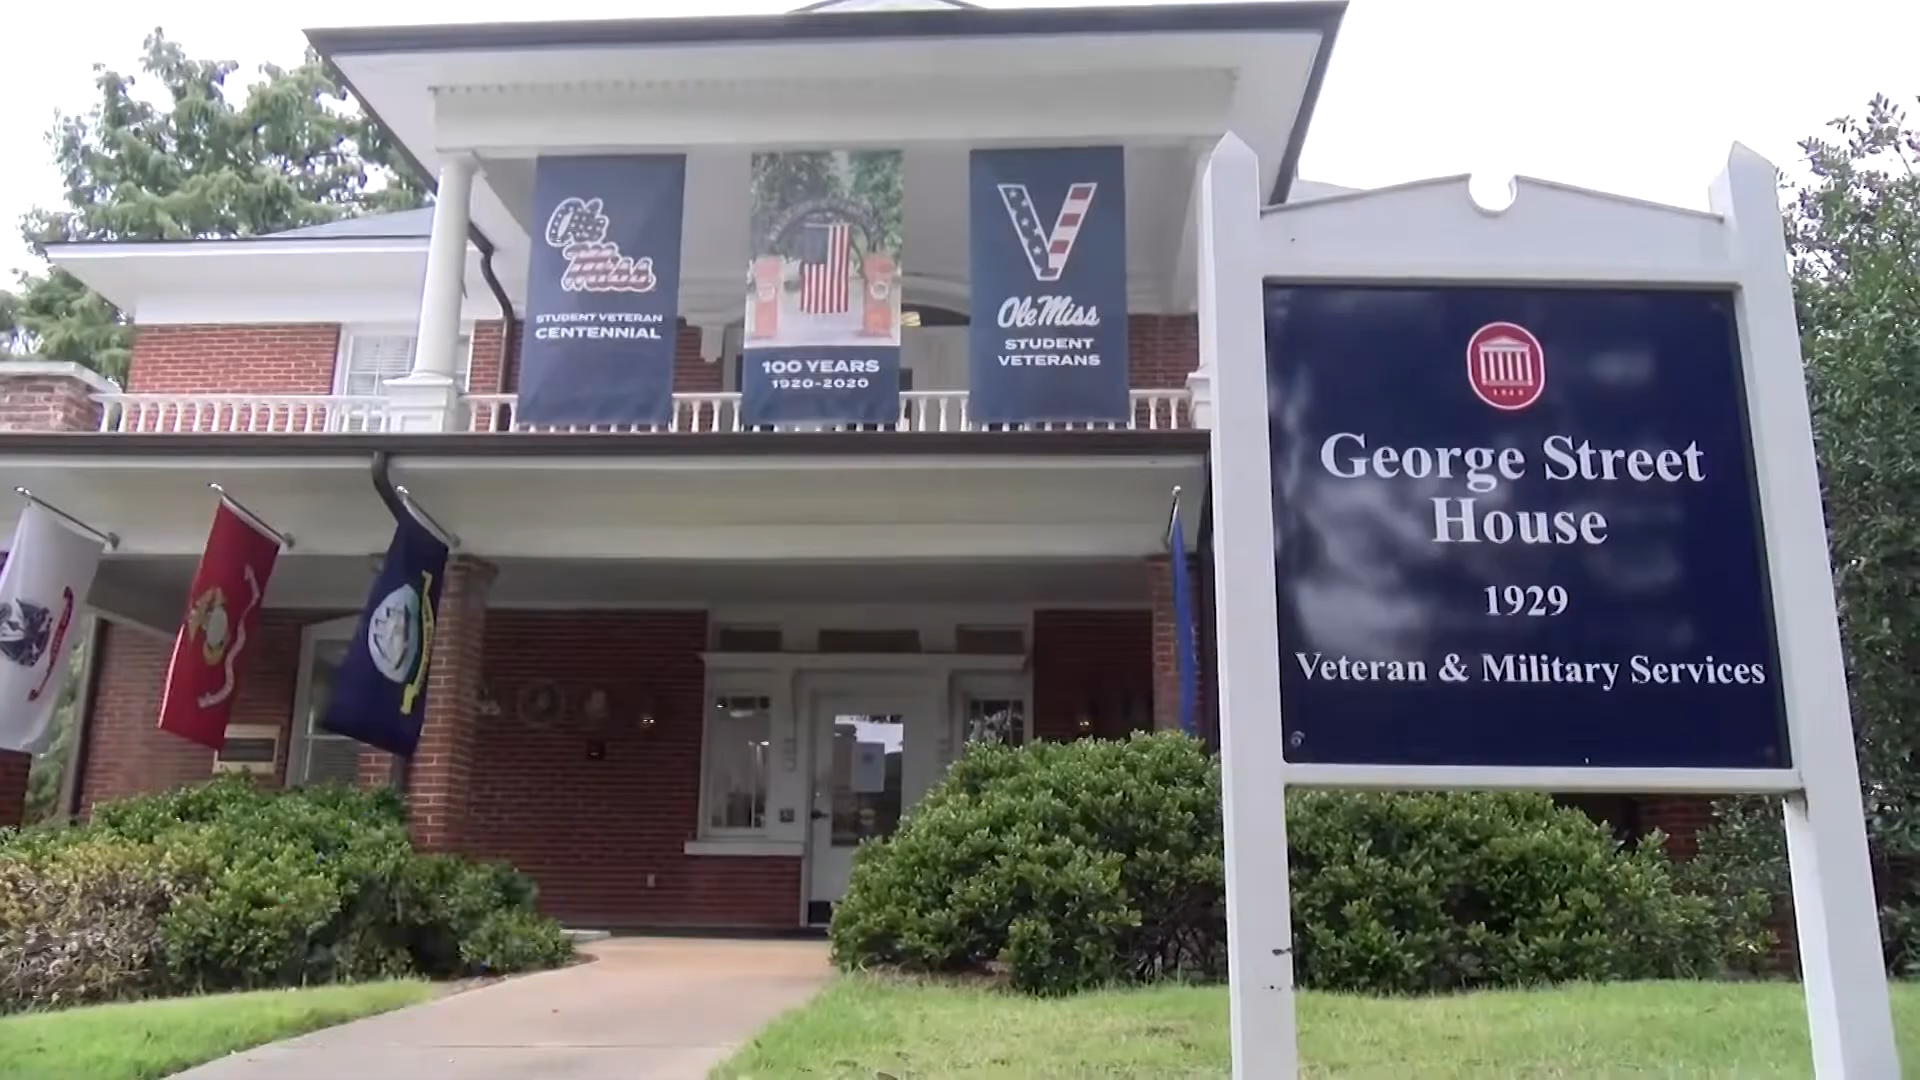 Ole
Miss
STUDENT VETERAN
CENTENNIAL
100 YEARS
1920-2020
Ole Miss
STUDENT
VETERANS
George Street
House
1929
Veteran & Military Services